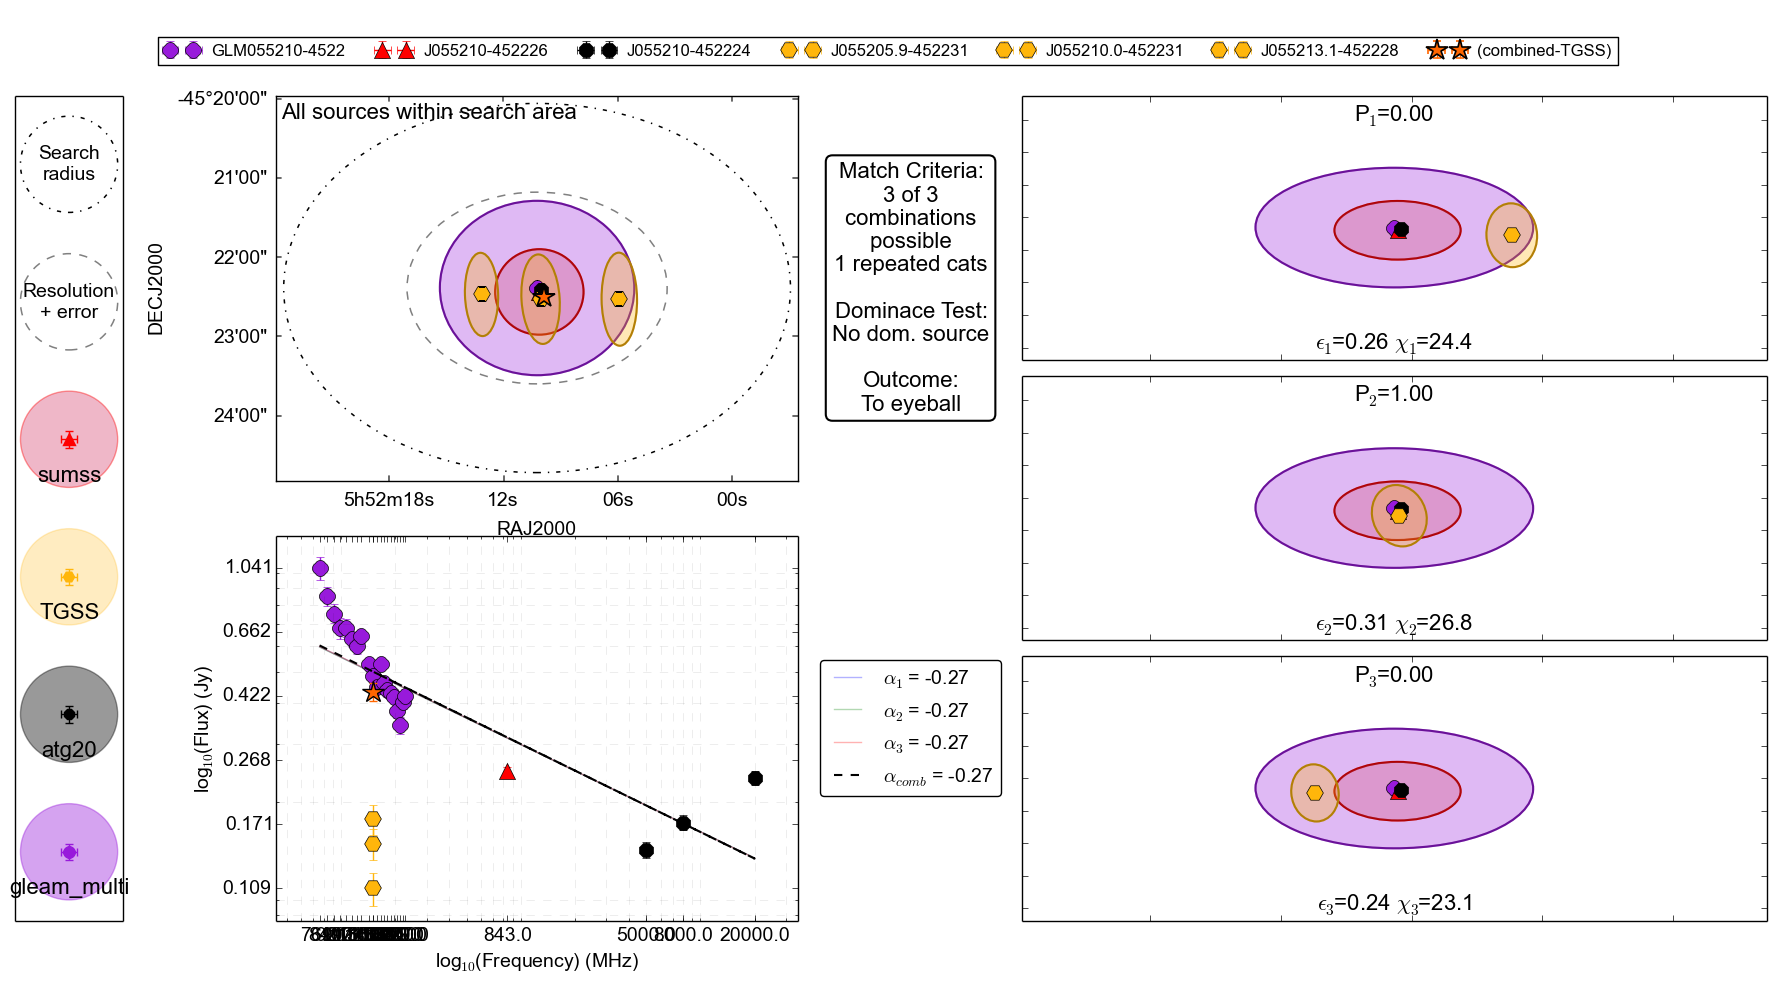 GLM055210-4522 J055210-452226 J055210-452224 J055205.9-452231 J055210.0-452231 J055213.1-452228 (combined-TGSS)
Search
radius
Resolution
+ error
sumss
TGSS
atg20
gleam_multi
All sources within search area
-45°20'00"
21'00"
22'00"
23'00"
24'00"
DECJ2000
5h52m18s 12s 06s 00s
RAJ2000
Match Criteria:
3 of 3
combinations
possible
1 repeated cats
Dominace Test:
No dom. source
Outcome:
To eyeball
P1=0.00
ϵ1=0.26 χ1=24.4
P2=1.00
ϵ2=0.31 χ2=26.8
P3=0.00
ϵ3=0.24 χ3=23.1
1.041
0.662
0.422
0.268
0.171
0.109
log10(Flux) (Jy)
843.0 5000.0 8000.0 20000.0
log10(Frequency) (MHz)
α1 = -0.27
α2 = -0.27
α3 = -0.27
αcomb = -0.27